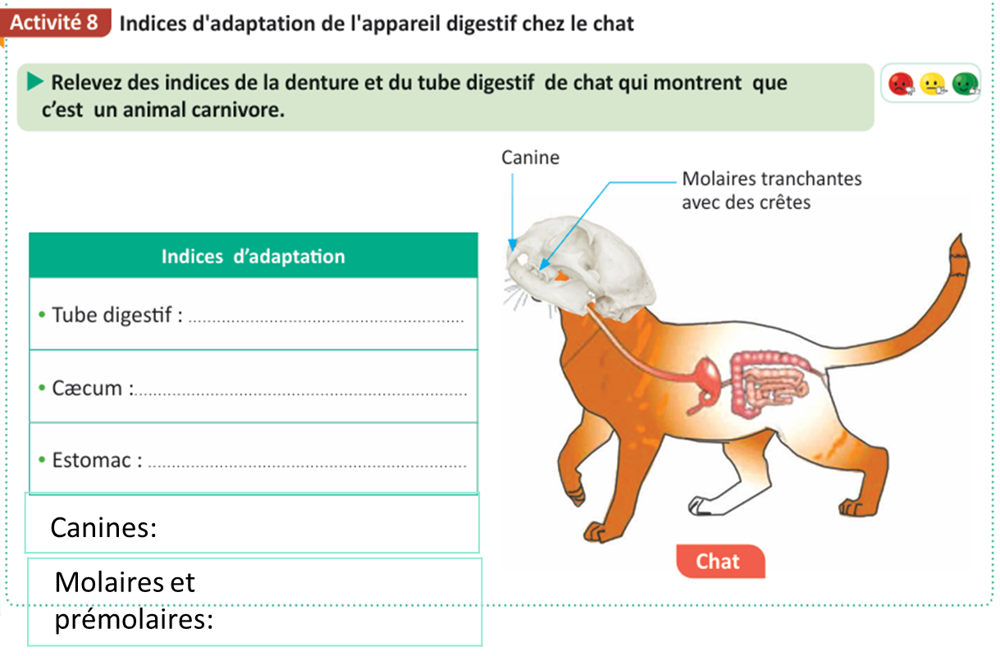 Activité 8 Indices d'adaptation de l'appareil digestif chez le chat
Relevez des indices de la denture et du tube digestif de chat qui montrent que
c'est un animal carnivore.
Canine
Molaires tranchantes
avec des crêtes
Indices d'adaptation
• Tube digestif : ......................................................
• Cæcum :................................................................
• Estomac : ..............................................................
Canines:
Molaires et
prémolaires:
Chat